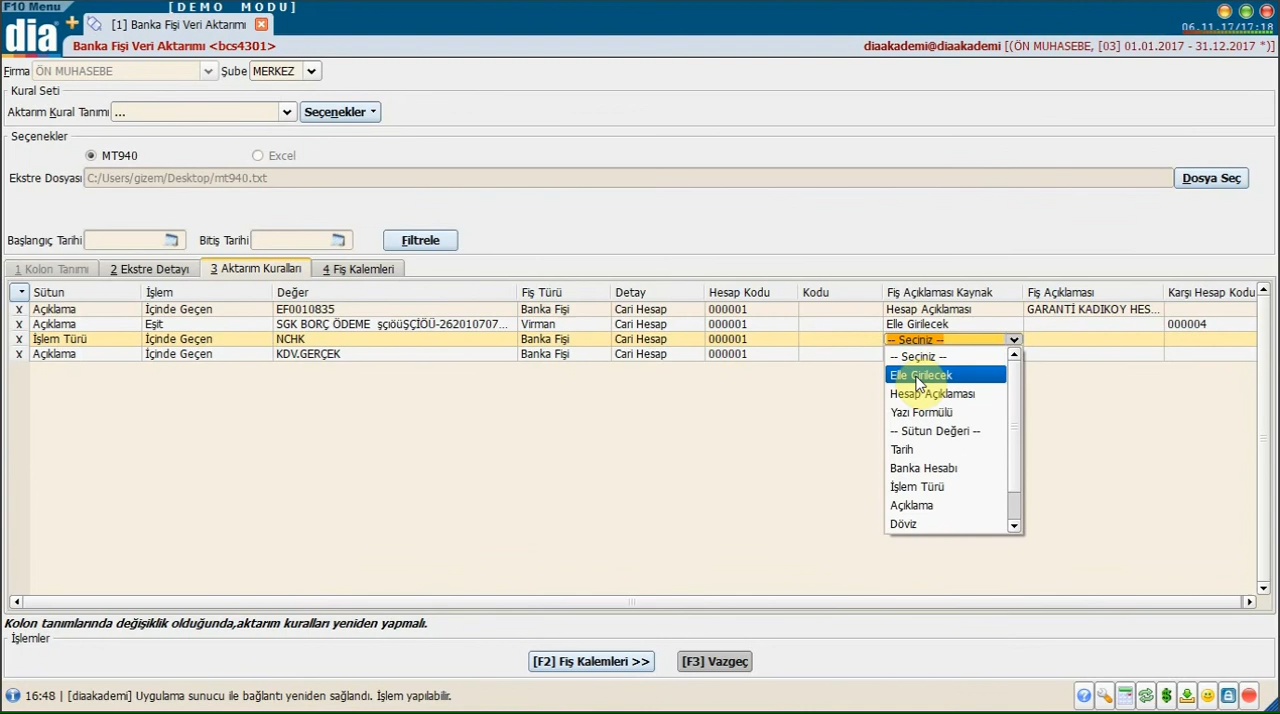 F10 Menu
[DEMO MODU]
dia
[1] Banka Fişi Veri Aktarımı
06.11.17/17:18
Banka Fişi Veri Aktarımı <bcs4301>
diaakademi@diaakademi [(ÖN MUHASEBE, [03] 01.01.2017 - 31.12.2017 *)]
Firma ÖN MUHASEBE Şube MERKEZ
Kural Seti
Aktarım Kural Tanımı ... Seçenekler
Seçenekler
MT940 Excel
Ekstre Dosyası C:/Users/gizem/Desktop/mt940.txt Dosya Seç
Başlangıç Tarihi Bitiş Tarihi Filtrele
1 Kolon Tanımı 2 Ekstre Detayı 3 Aktarım Kuralları 4 Fiş Kalemleri
Sütun İşlem Değer Fiş Türü Detay Hesap Kodu Kodu Fiş Açıklaması Kaynak Fiş Açıklaması Karşı Hesap Kodu
x Açıklama İçinde Geçen EF0010835 Banka Fişi Cari Hesap 000001 Hesap Açıklaması GARANTİ KADIKOY HES...
x Açıklama Eşit SGK BORÇ ÖDEME şçıöüŞÇİÖÜ-262010707... Virman Cari Hesap 000001 Elle Girilecek 000004
x İşlem Türü İçinde Geçen NCHK Banka Fişi Cari Hesap 000001 -- Seçiniz --
x Açıklama İçinde Geçen KDV.GERÇEK Banka Fişi Cari Hesap 000001
-- Seçiniz --
Elle Girilecek
Hesap Açıklaması
Yazı Formülü
-- Sütun Değeri --
Tarih
Banka Hesabı
İşlem Türü
Açıklama
Döviz
Kolon tanımlarında değişiklik olduğunda,aktarım kuralları yeniden yapmalı.
İşlemler
[F2] Fiş Kalemleri >> [F3] Vazgeç
16:48 | [diaakademi] Uygulama sunucu ile bağlantı yeniden sağlandı. İşlem yapılabilir.